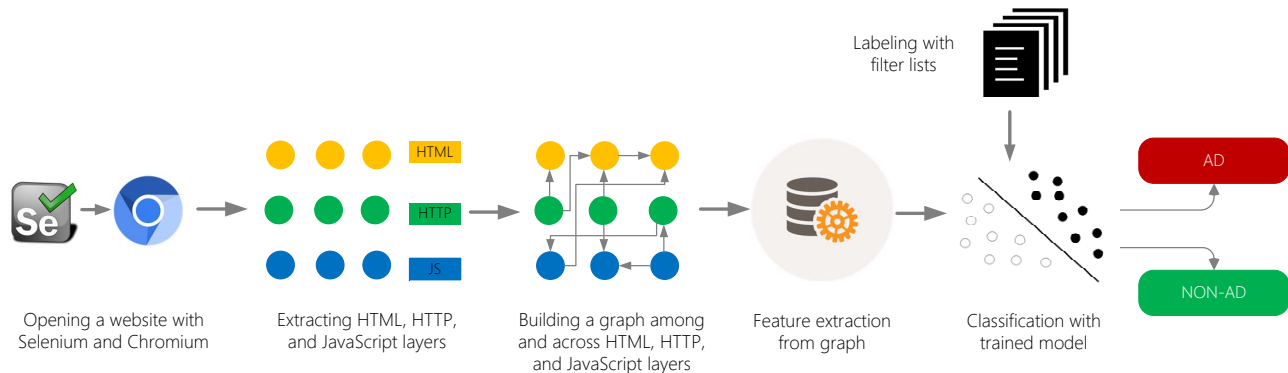 Labeling with
filter lists
HTML
HTTP
JS
Se
AD
NON-AD
Opening a website with
Selenium and Chromium
Extracting HTML, HTTP,
and JavaScript layers
Building a graph among
and across HTML, HTTP,
and JavaScript layers
Feature extraction
from graph
Classification with
trained model